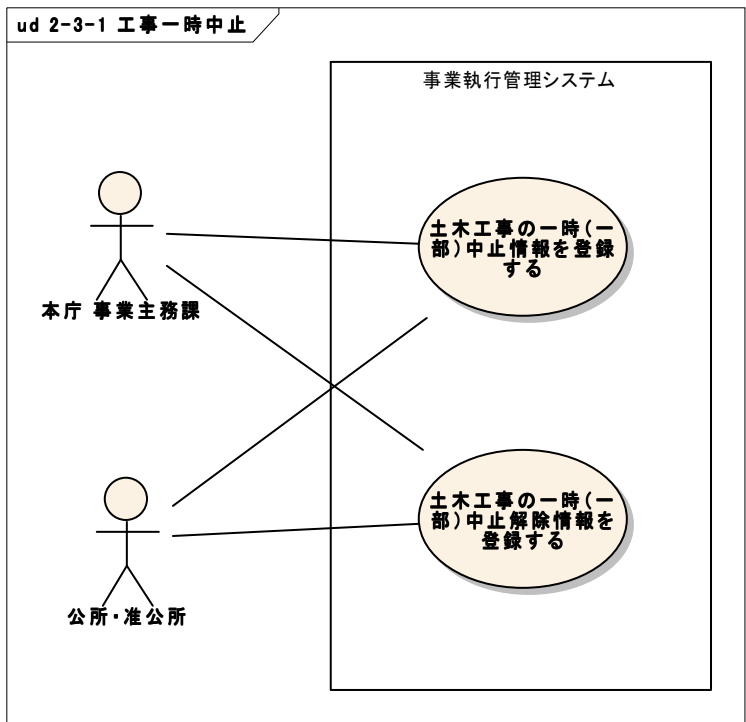 ud 2-3-1 工事一時中止
事業執行管理システム
土木工事の一時(一
部)中止情報を登録
する
本庁 事業主務課
土木工事の一時(一
部)中止解除情報を
登録する
公所・准公所